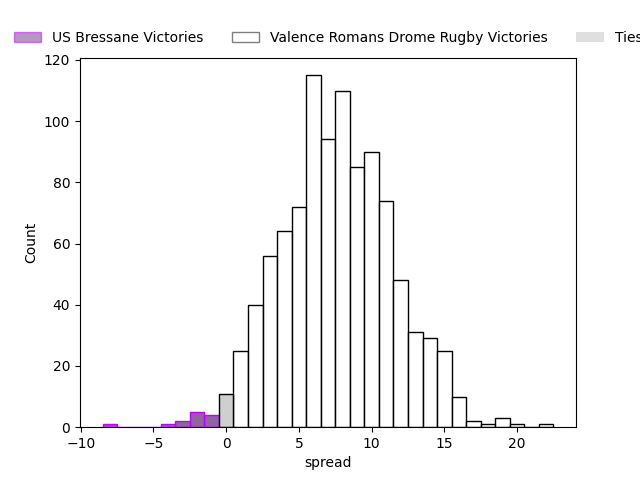 US Bressane Victories Valence Romans Drome Rugby Victories Ties
120
100
80
60
40
20
0
Count
−10 −5 0 5 10 15 20
spread